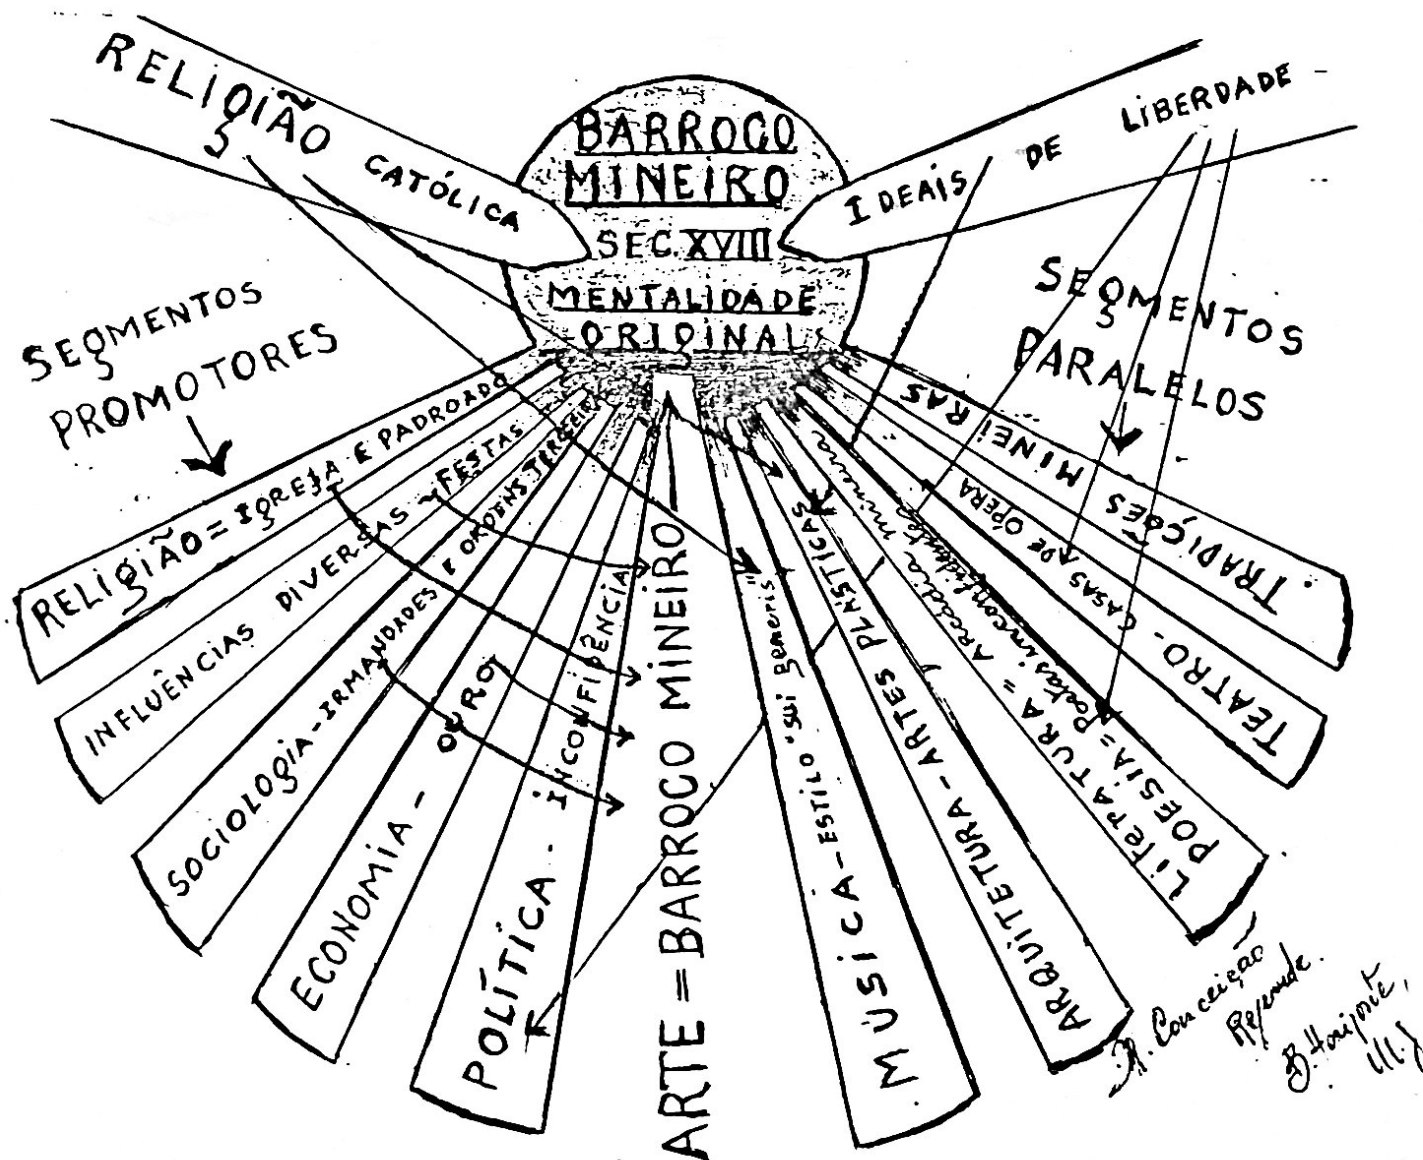 RELIGIÃO CATÓLICA
BARROCO
MINEIRO
SEC. XVIII
MENTALIDADE
ORIGINAL
IDEAIS DE LIBERDADE
SEGMENTOS
PROMOTORES
SEGMENTOS
PARALELOS
RELIGIÃO = IGREJA E PADROADO
INFLUÊNCIAS DIVERSAS - FESTAS
SOCIOLOGIA - IRMANDADES E ORDENS TERCEIRAS
ECONOMIA - OURO
POLÍTICA - INCONFIDÊNCIA
ARTE = BARROCO MINEIRO
MUSICA - ESTILO "sui generis"
ARQUITETURA - ARTES PLÁSTICAS
LITERATURA = Arcadia mineira
POESIA = Poetas inconfidentes
TEATRO - CASAS DE ÓPERA
TRADIÇÕES MINEIRAS
Conceição
Rezende.
B. Horizonte,